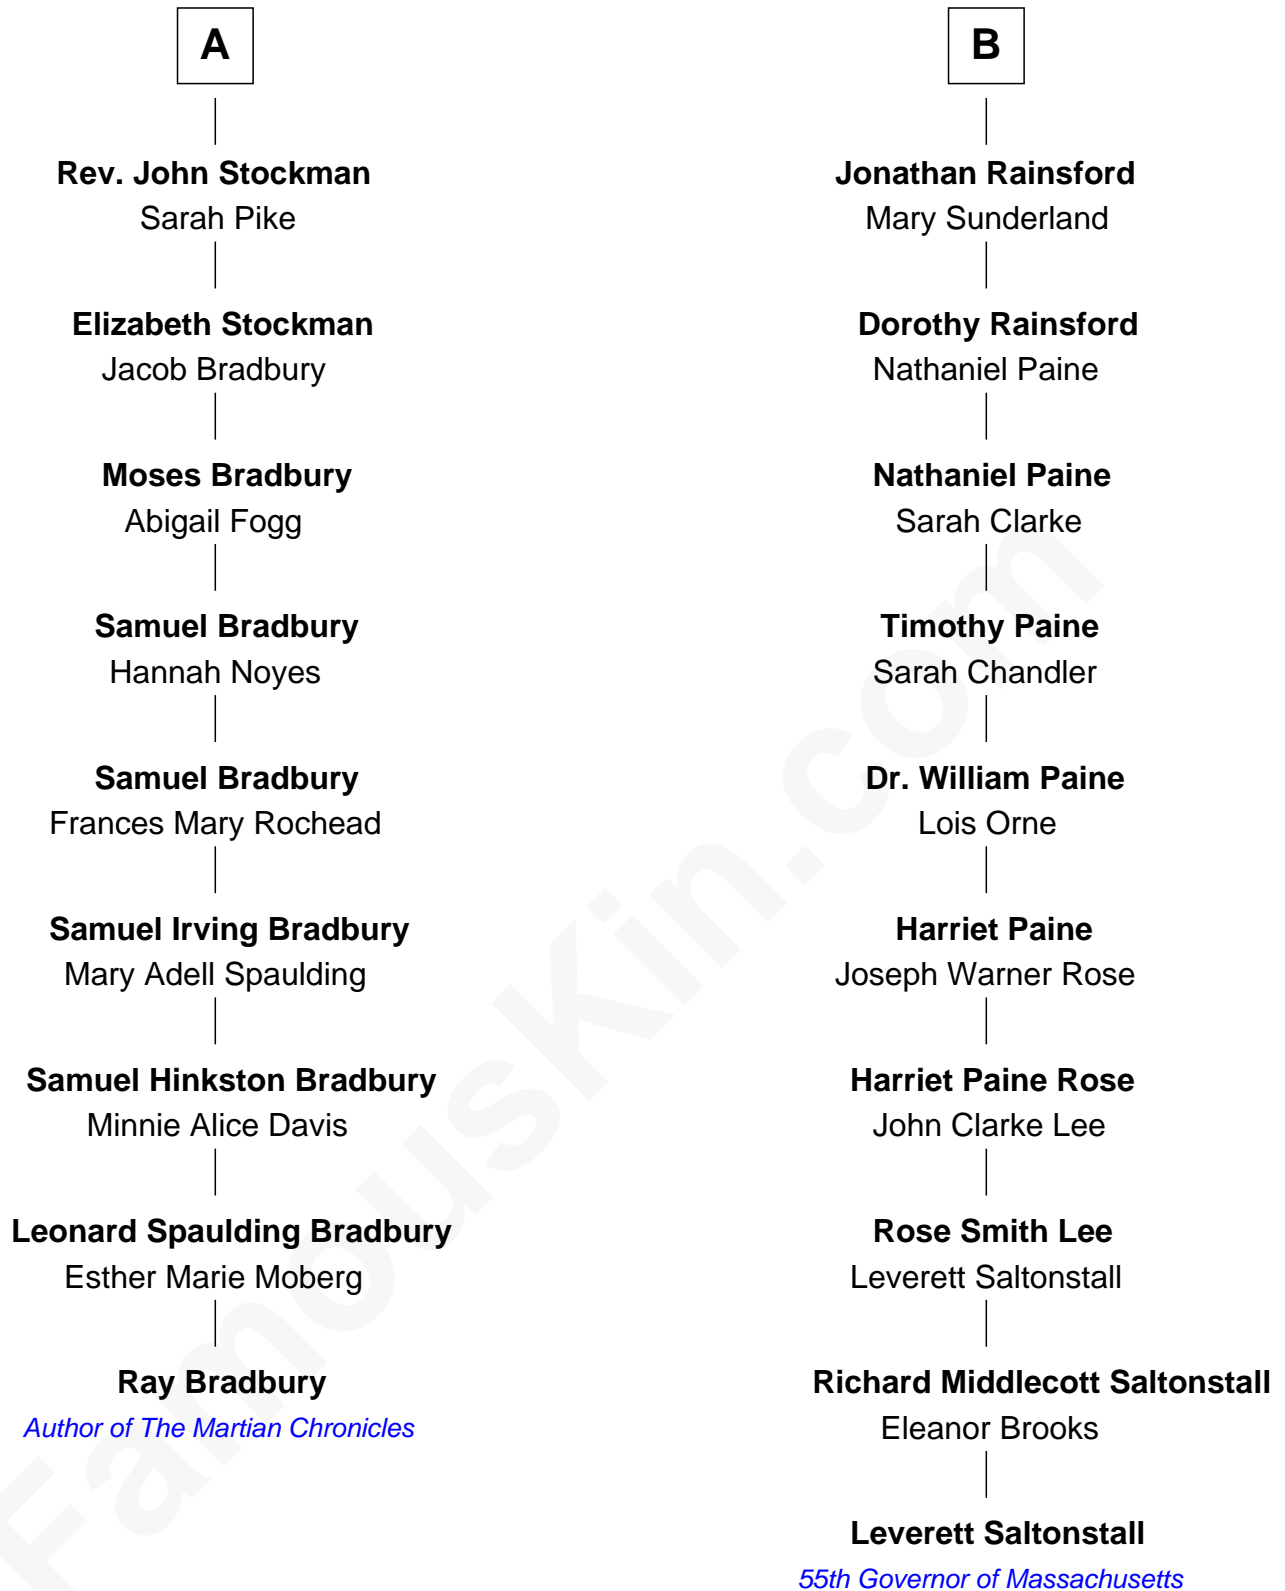 A
Rev. John Stockman
Sarah Pike
Elizabeth Stockman
Jacob Bradbury
Moses Bradbury
Abigail Fogg
Samuel Bradbury
Hannah Noyes
Samuel Bradbury
Frances Mary Rochead
Samuel Irving Bradbury
Mary Adell Spaulding
Samuel Hinkston Bradbury
Minnie Alice Davis
Leonard Spaulding Bradbury
Esther Marie Moberg
Ray Bradbury
Author of The Martian Chronicles
B
Jonathan Rainsford
Mary Sunderland
Dorothy Rainsford
Nathaniel Paine
Nathaniel Paine
Sarah Clarke
Timothy Paine
Sarah Chandler
Dr. William Paine
Lois Orne
Harriet Paine
Joseph Warner Rose
Harriet Paine Rose
John Clarke Lee
Rose Smith Lee
Leverett Saltonstall
Richard Middlecott Saltonstall
Eleanor Brooks
Leverett Saltonstall
55th Governor of Massachusetts
FamousKin.com